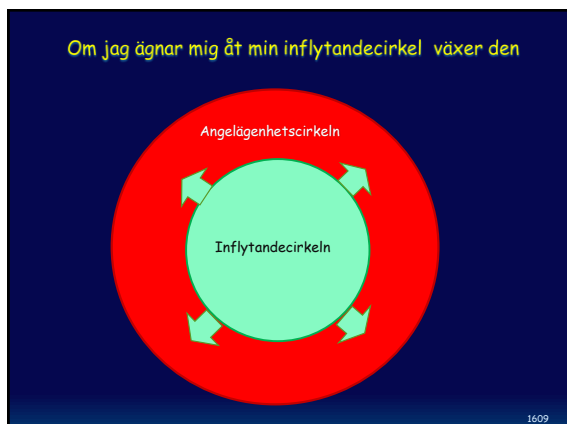 Om jag ägnar mig åt min inflytandecirkel växer den
Angelägenhetscirkeln
Inflytandecirkeln
1609